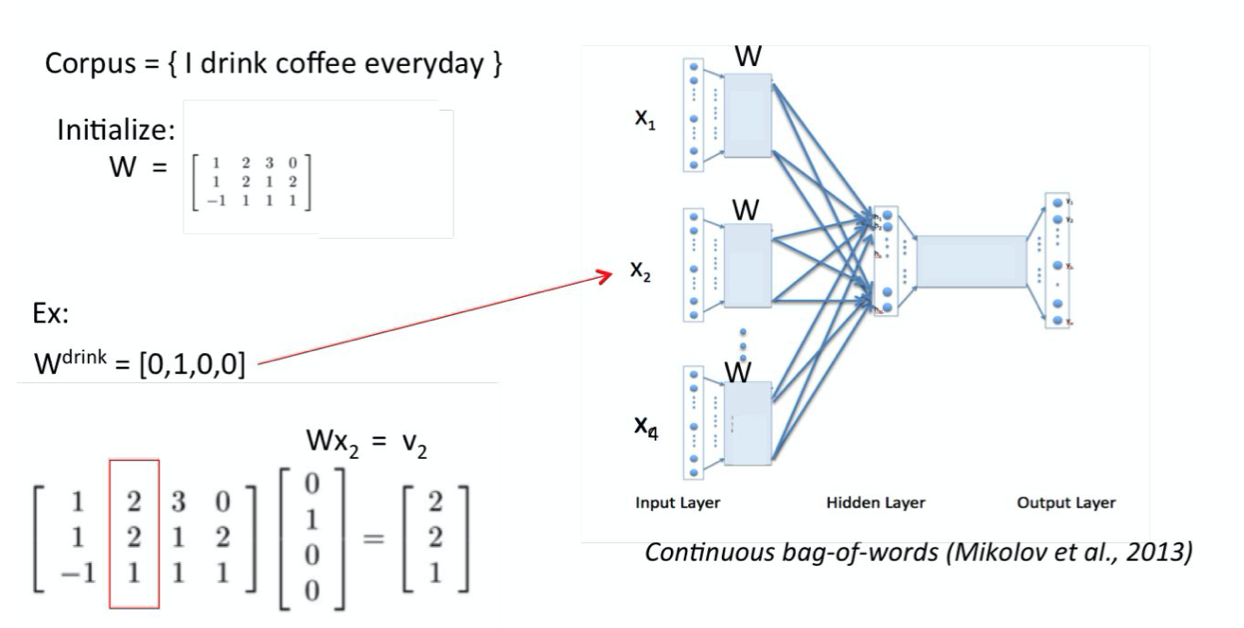 Corpus = { I drink coffee everyday }
Initialize:
W = [ 1 2 3 0
1 2 1 2
-1 1 1 1 ]
Ex:
W^drink = [0,1,0,0]
Wx₂ = v₂
[ 1 2 3 0 ] [ 0 ] [ 2 ]
[ 1 2 1 2 ] [ 1 ] = [ 2 ]
[ −1 1 1 1 ] [ 0 ] [ 1 ]
[ 0 ]
W
X₁
W
X₂
W
Input Layer Hidden Layer Output Layer
Continuous bag-of-words (Mikolov et al., 2013)